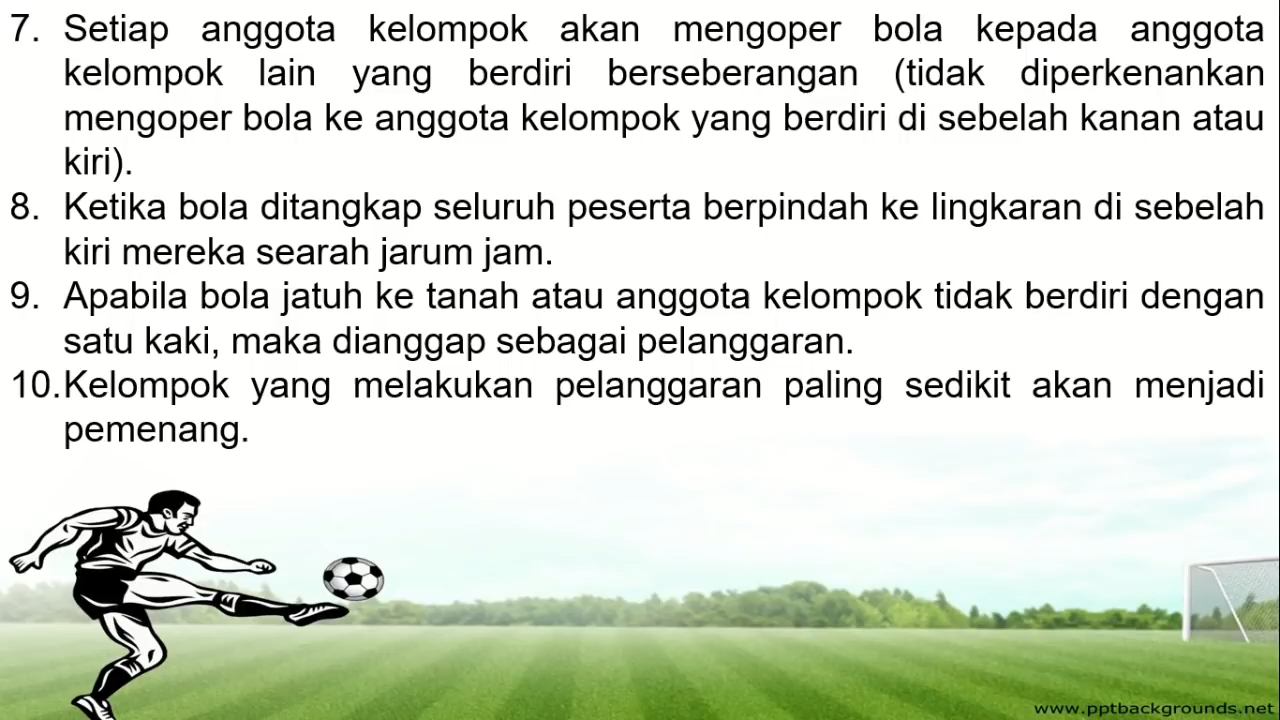 7. Setiap anggota kelompok akan mengoper bola kepada anggota
kelompok lain yang berdiri berseberangan (tidak diperkenankan
mengoper bola ke anggota kelompok yang berdiri di sebelah kanan atau
kiri).
8. Ketika bola ditangkap seluruh peserta berpindah ke lingkaran di sebelah
kiri mereka searah jarum jam.
9. Apabila bola jatuh ke tanah atau anggota kelompok tidak berdiri dengan
satu kaki, maka dianggap sebagai pelanggaran.
10.Kelompok yang melakukan pelanggaran paling sedikit akan menjadi
pemenang.
www.pptbackgrounds.net